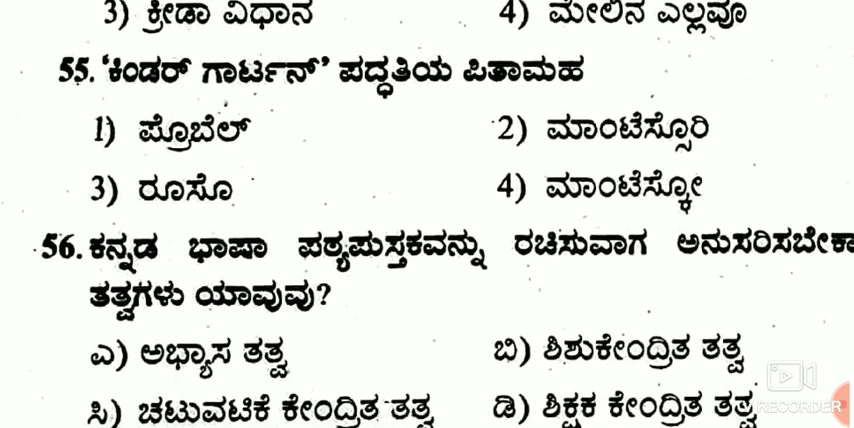 3) ಕ್ರೀಡಾ ವಿಧಾನ 4) ಮೇಲಿನ ಎಲ್ಲವೂ
55. ‘ಕಿಂಡರ್ ಗಾರ್ಟನ್’ ಪದ್ಧತಿಯ ಪಿತಾಮಹ
1) ಪ್ರೊಬೆಲ್ 2) ಮಾಂಟೆಸ್ಸೊರಿ
3) ರೂಸೊ 4) ಮಾಂಟೆಸ್ಕೋ
56. ಕನ್ನಡ ಭಾಷಾ ಪಠ್ಯಪುಸ್ತಕವನ್ನು ರಚಿಸುವಾಗ ಅನುಸರಿಸಬೇಕಾ
ತತ್ವಗಳು ಯಾವುವು?
ಎ) ಅಭ್ಯಾಸ ತತ್ವ ಬಿ) ಶಿಶುಕೇಂದ್ರಿತ ತತ್ವ
ಸಿ) ಚಟುವಟಿಕೆ ಕೇಂದ್ರಿತ ತತ್ವ ಡಿ) ಶಿಕ್ಷಕ ಕೇಂದ್ರಿತ ತತ್ವ
RECORDER